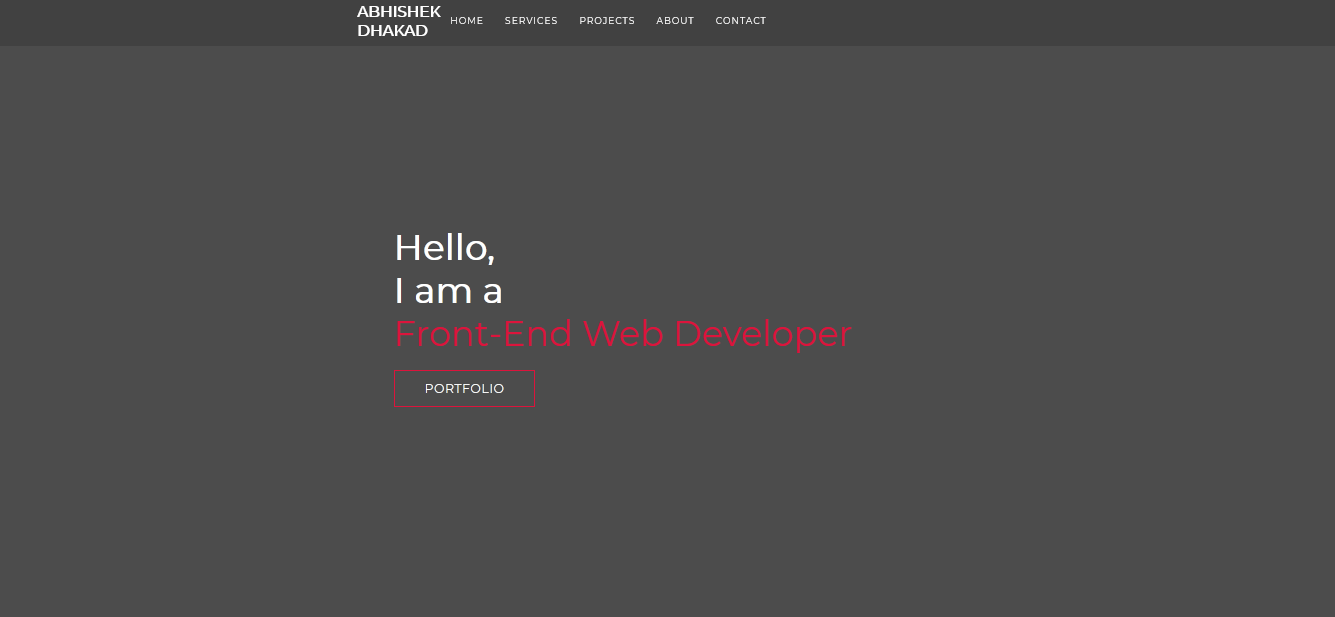 ABHISHEK
DHAKAD
HOME SERVICES PROJECTS ABOUT CONTACT
Hello,
I am a
Front-End Web Developer
PORTFOLIO